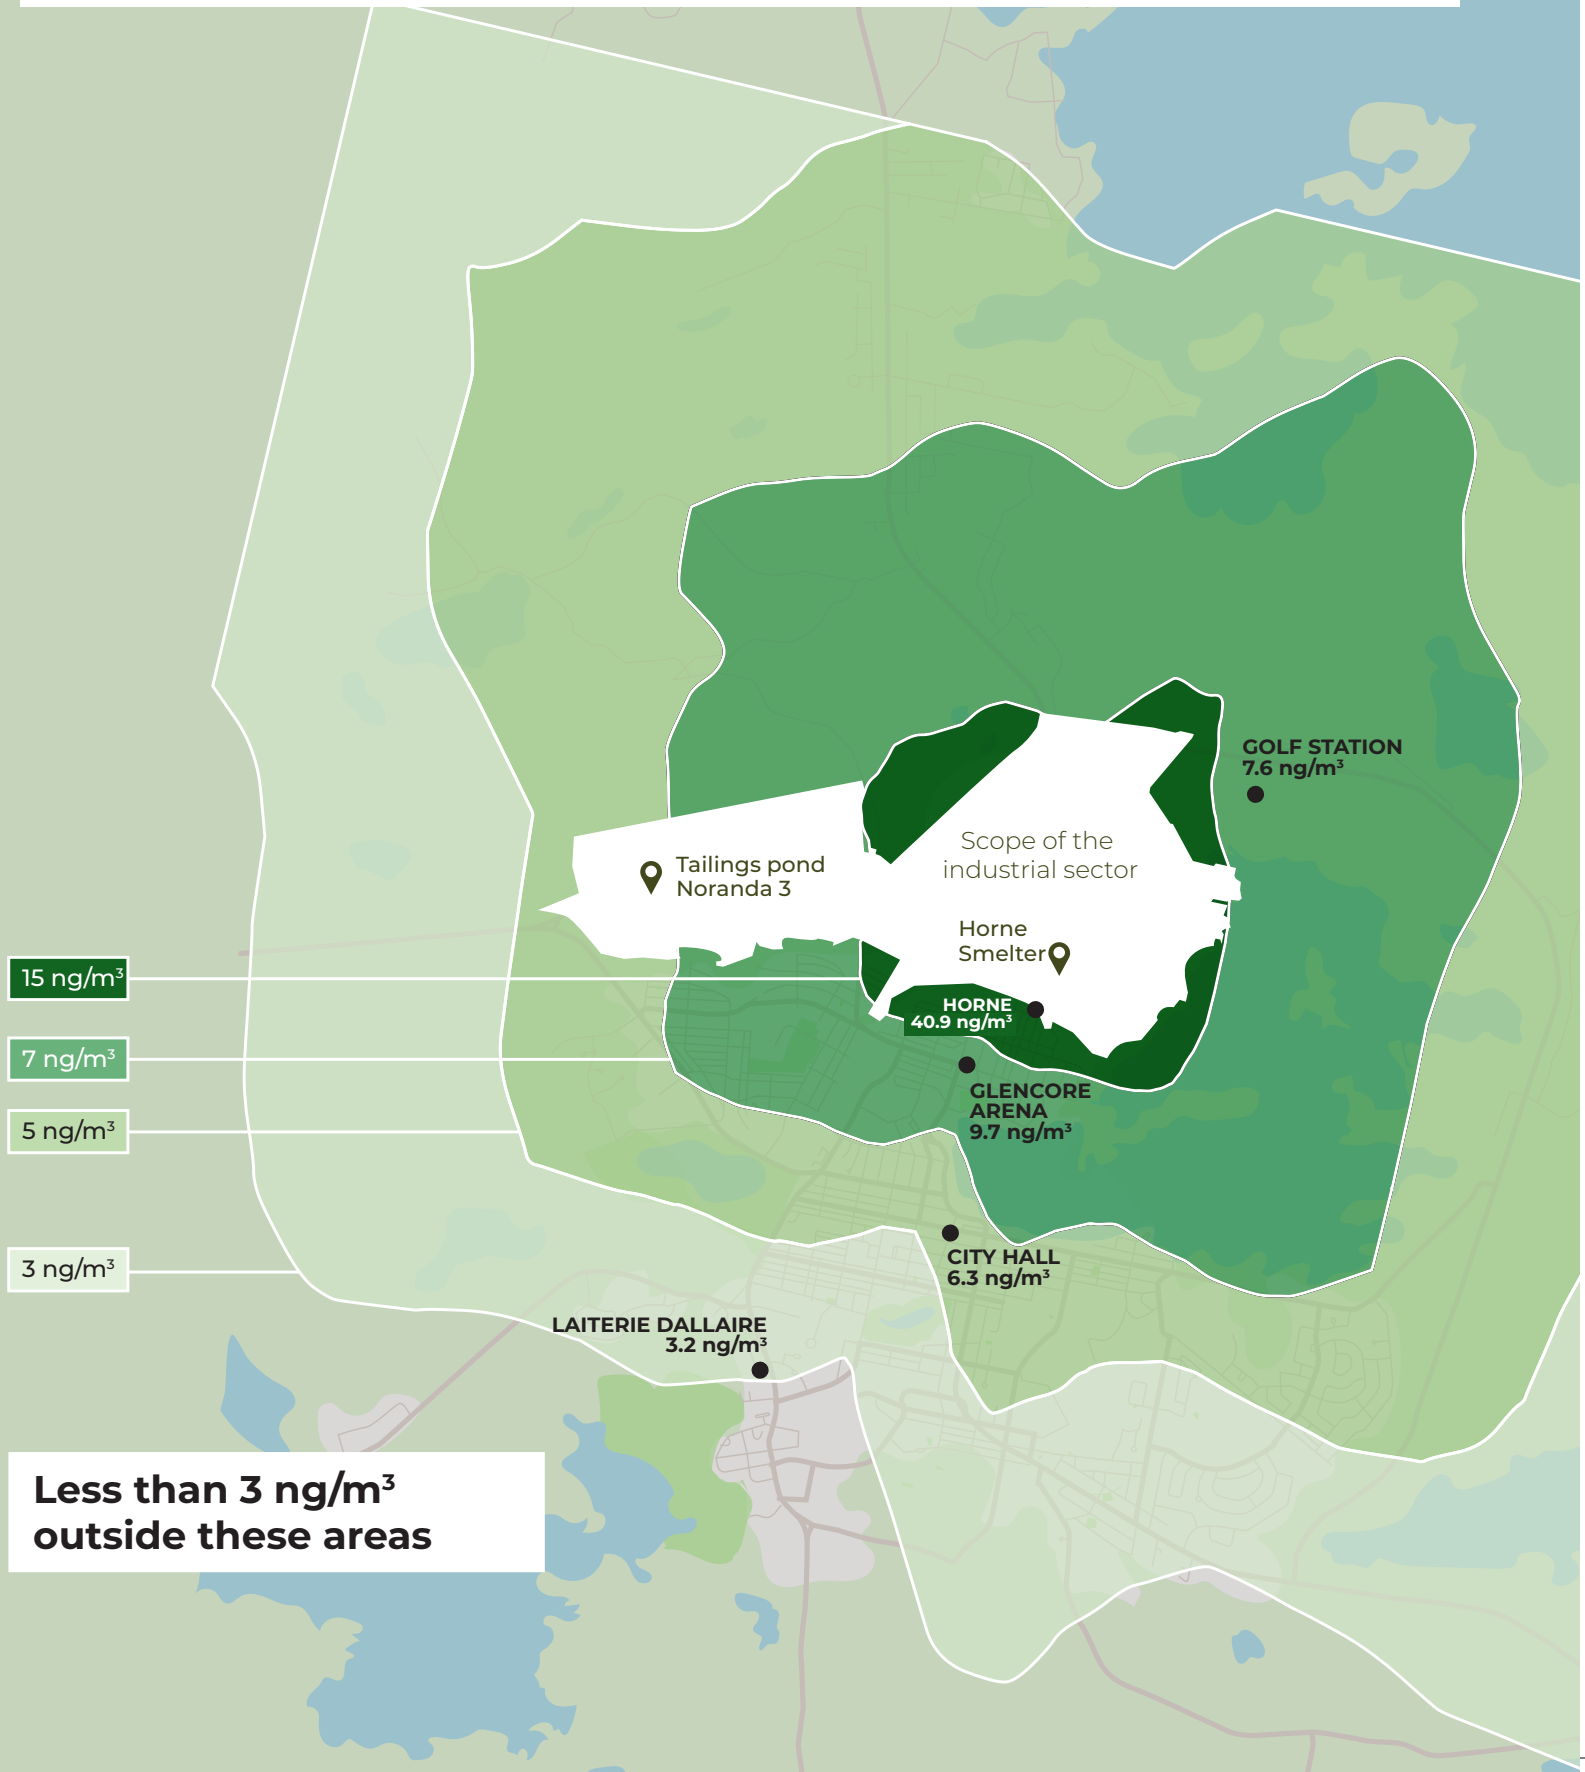 GOLF STATION
7.6 ng/m³
Scope of the
industrial sector
Tailings pond
Noranda 3
Horne
Smelter
15 ng/m³
HORNE
40.9 ng/m³
7 ng/m³
GLENCORE
ARENA
9.7 ng/m³
5 ng/m³
CITY HALL
6.3 ng/m³
3 ng/m³
LAITERIE DALLAIRE
3.2 ng/m³
Less than 3 ng/m³
outside these areas